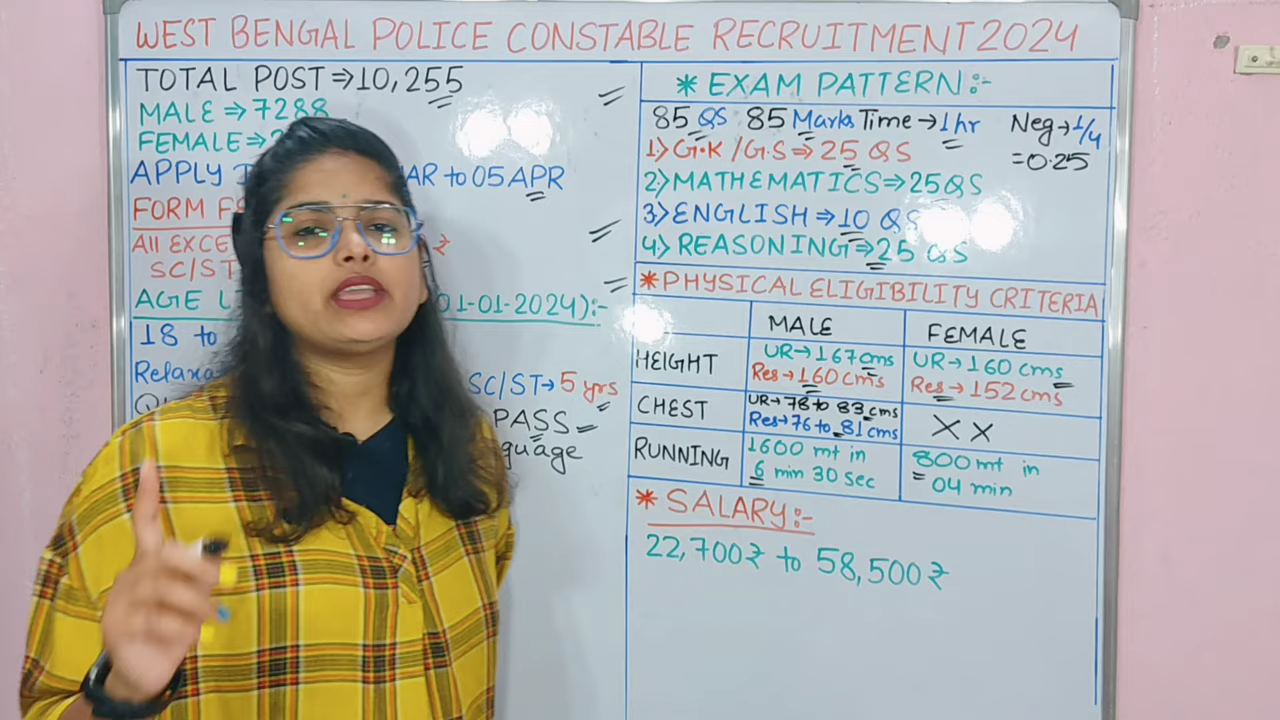 WEST BENGAL POLICE CONSTABLE RECRUITMENT 2024
TOTAL POST ⇒ 10,255
MALE ⇒ 7288
FEMALE ⇒
APPLY
AR to 05 APR
FORM
All EXCE
₹
SC/ST
AGE
01-01-2024):-
18 to
SC/ST → 5 yrs
PASS
* EXAM PATTERN:-
85 QS 85 Marks Time → 1 hr
Neg → 1/4
= 0.25
1> G.K / G.S ⇒ 25 QS
2> MATHEMATICS ⇒ 25 QS
3> ENGLISH ⇒ 10 QS
4> REASONING ⇒ 25 QS
* PHYSICAL ELIGIBILITY CRITERIA
MALE FEMALE
HEIGHT
UR → 167 cms
Res → 160 cms
UR → 160 cms
Res → 152 cms
CHEST
UR → 78 to 83 cms
Res → 76 to 81 cms
X X
RUNNING
1600 mt in
6 min 30 sec
800 mt in
04 min
* SALARY:-
22,700₹ to 58,500₹